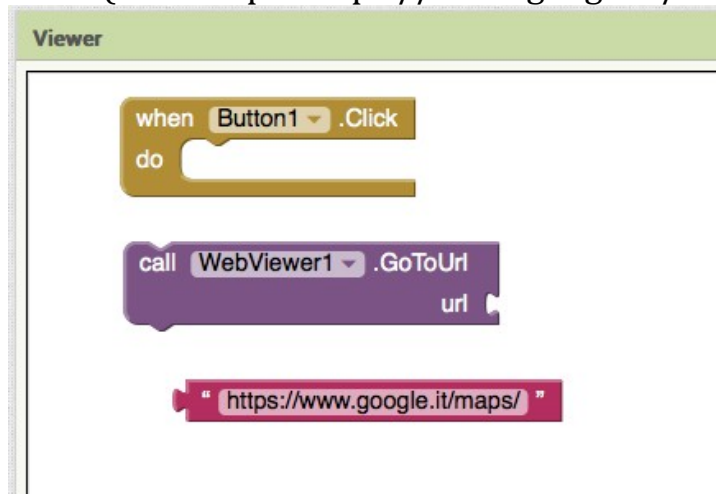 Viewer
when Button1 .Click
do
call WebViewer1 .GoToUrl
url
“ https://www.google.it/maps/ ”